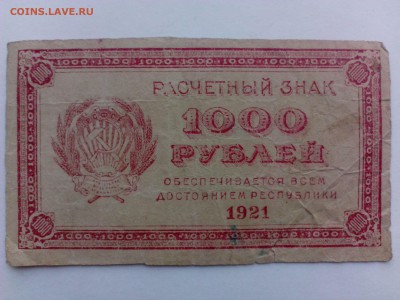 COINS.LAVE.RU
РАСЧЕТНЫЙ ЗНАК
1000
РУБЛЕЙ
ОБЕСПЕЧИВАЕТСЯ ВСЕМ
ДОСТОЯНИЕМ РЕСПУБЛИКИ
1921